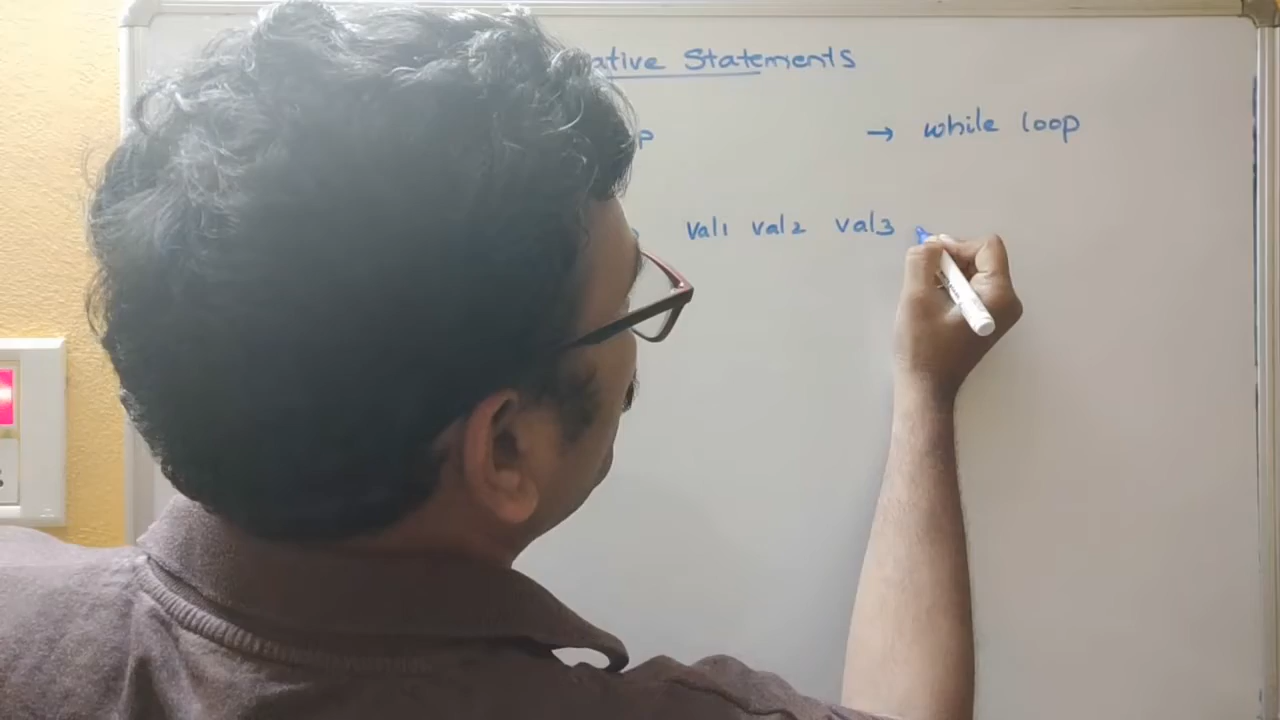 ative Statements
p → while loop
val1 val2 val3